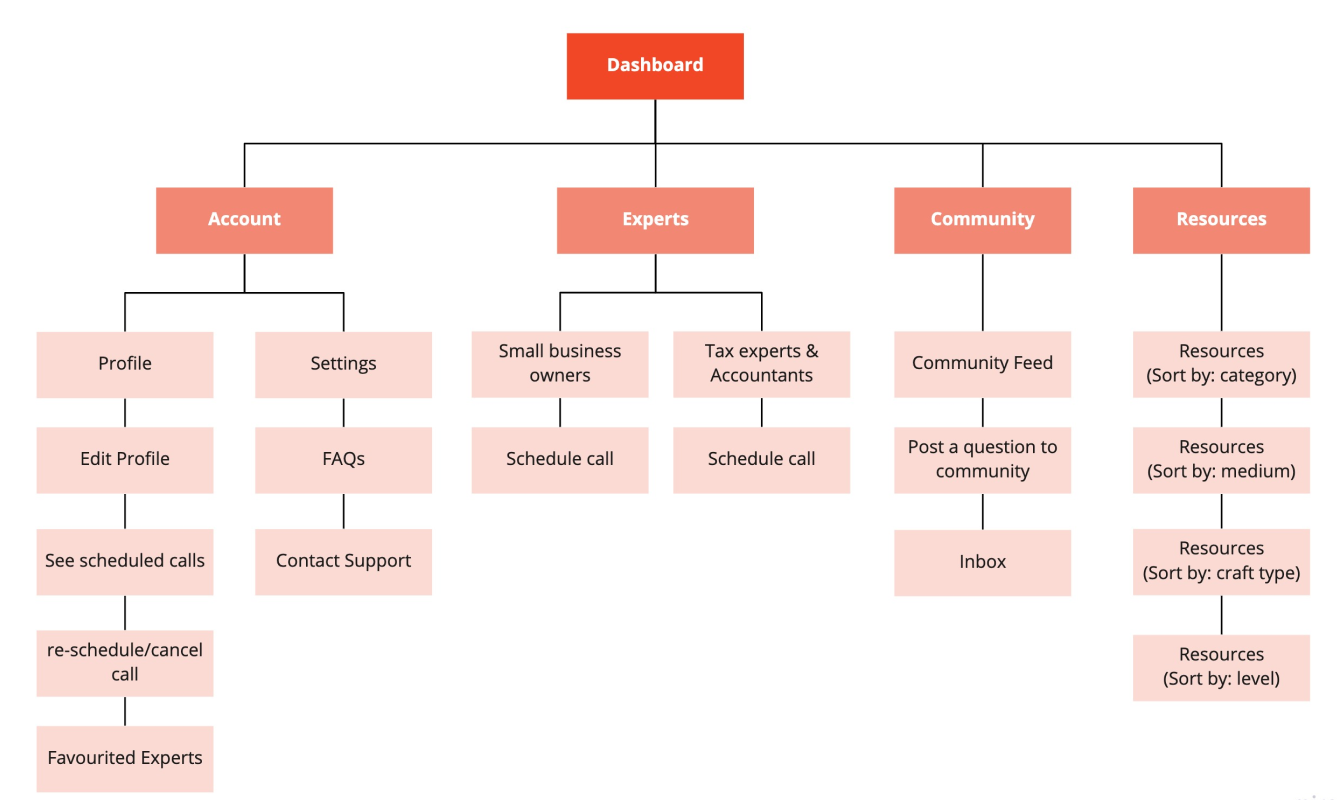 Dashboard
Account
Experts
Community
Resources
Profile
Settings
Small business
owners
Tax experts &
Accountants
Community Feed
Resources
(Sort by: category)
Edit Profile
FAQs
Schedule call
Schedule call
Post a question to
community
Resources
(Sort by: medium)
See scheduled calls
Contact Support
Inbox
Resources
(Sort by: craft type)
re-schedule/cancel
call
Resources
(Sort by: level)
Favourited Experts